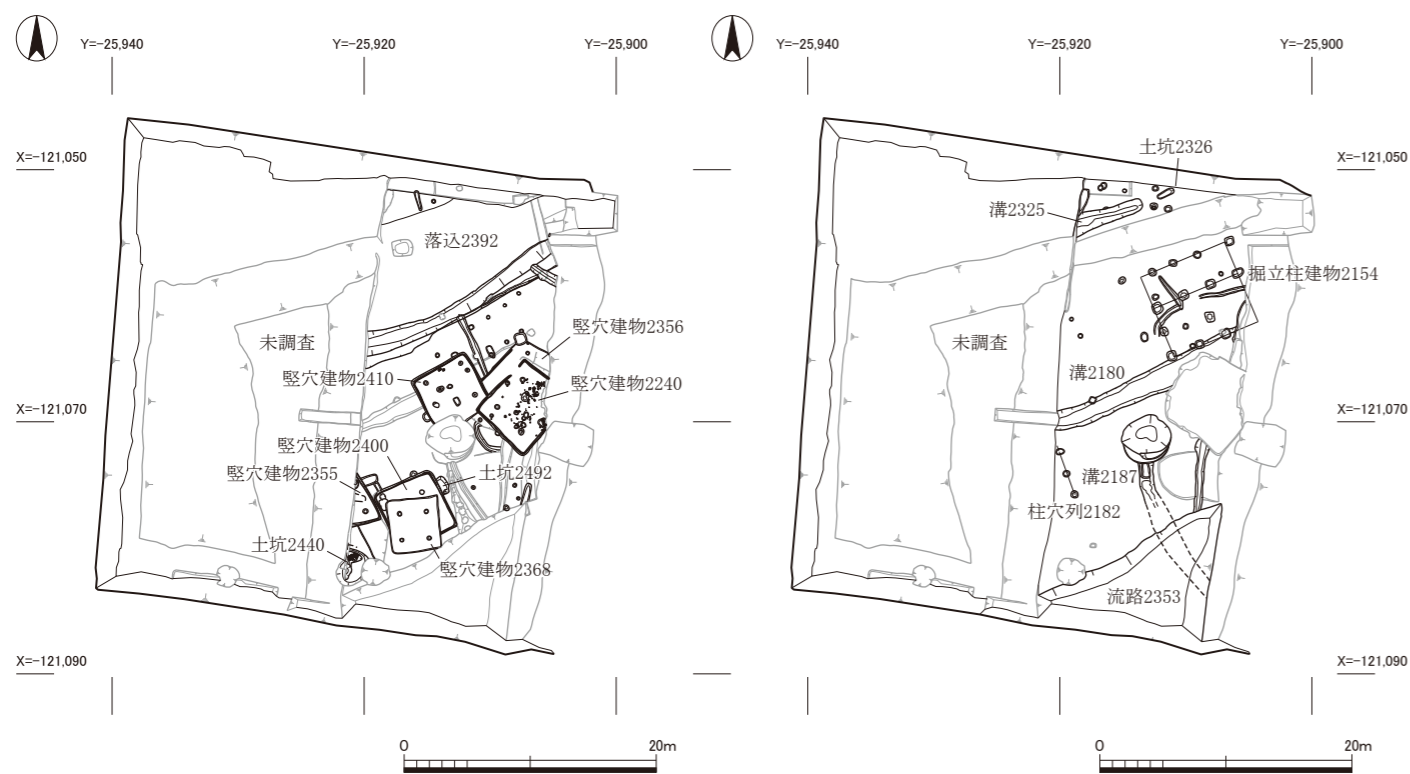 Y=-25,940
Y=-25,920
Y=-25,900
X=-121,050
落込2392
未調査
竪穴建物2356
竪穴建物2410
竪穴建物2240
竪穴建物2400
竪穴建物2355
土坑2492
土坑2440
竪穴建物2368
X=-121,090
0
20m
Y=-25,940
Y=-25,920
Y=-25,900
土坑2326
X=-121,050
溝2325
掘立柱建物2154
未調査
溝2180
X=-121,070
X=-121,070
溝2187
柱穴列2182
流路2353
X=-121,090
0
20m